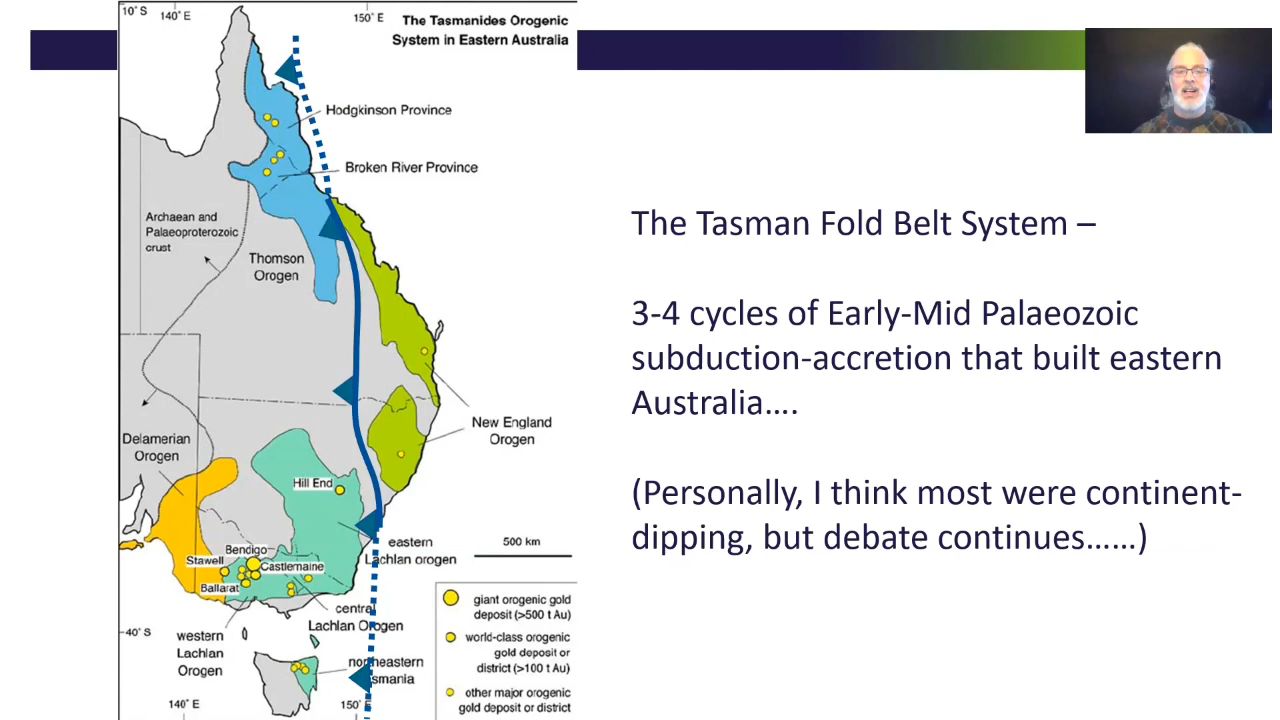 10˚S
140˚ E
150˚ E
The Tasmanides Orogenic
System in Eastern Australia
Hodgkinson Province
Broken River Province
Archaean and
Palaeoproterozoic
crust
Thomson
Orogen
New England
Orogen
Delamerian
Orogen
Hill End
eastern
Lachlan orogen
500 km
Bendigo
Stawell
Castlemaine
Ballarat
central
Lachlan Orogen
40˚ S
western
Lachlan
Orogen
northeastern
smania
140˚ E
150˚ E
giant orogenic gold
deposit (>500 t Au)
world-class orogenic
gold deposit or
district (>100 t Au)
other major orogenic
gold deposit or district
The Tasman Fold Belt System –
3-4 cycles of Early-Mid Palaeozoic
subduction-accretion that built eastern
Australia….
(Personally, I think most were continent-
dipping, but debate continues……)